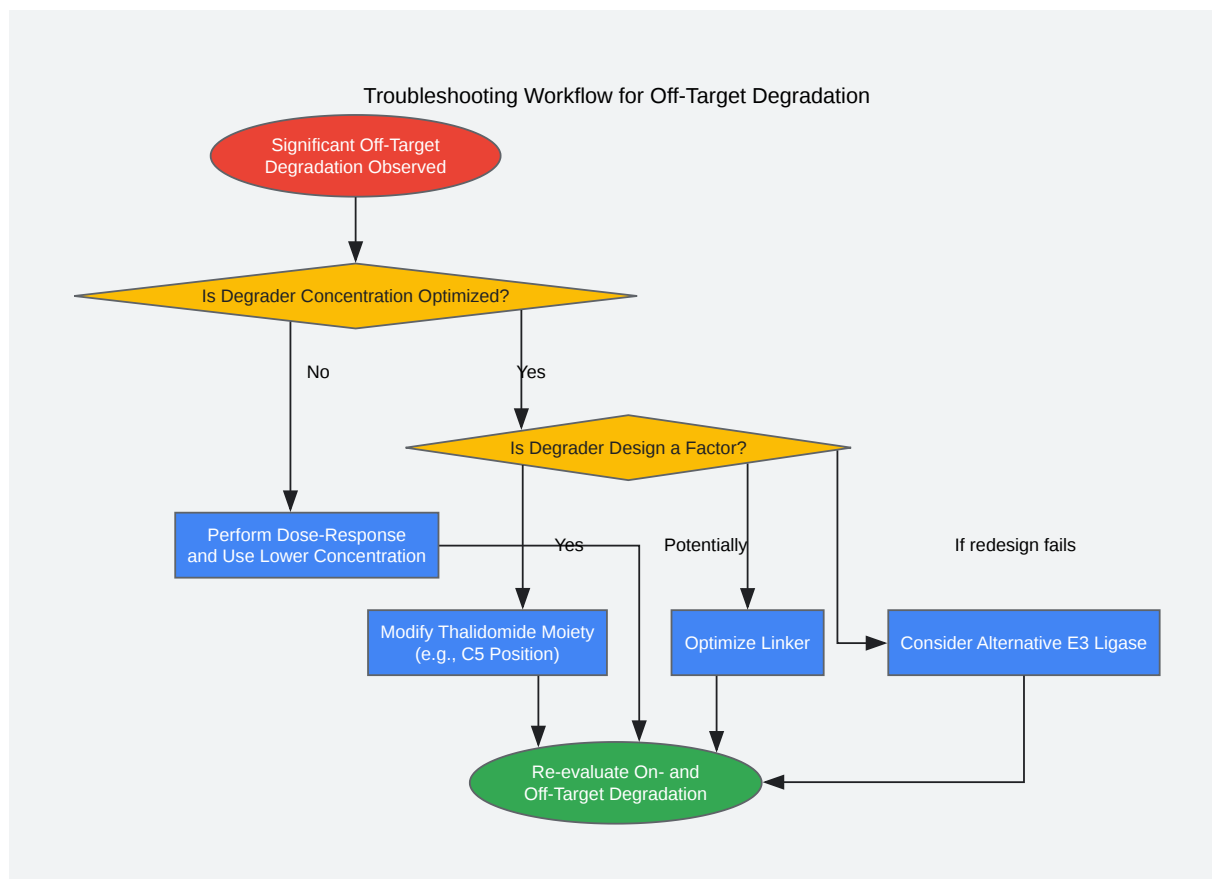 Troubleshooting Workflow for Off-Target Degradation
Significant Off-Target
Degradation Observed
Is Degrader Concentration Optimized?
No
Yes
Is Degrader Design a Factor?
Perform Dose-Response
and Use Lower Concentration
Yes
Potentially
If redesign fails
Modify Thalidomide Moiety
(e.g., C5 Position)
Optimize Linker
Consider Alternative E3 Ligase
Re-evaluate On- and
Off-Target Degradation